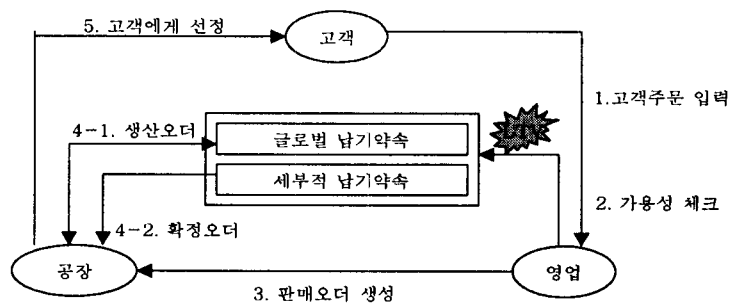 5. 고객에게 선정
고객
1.고객주문 입력
4-1. 생산오더
글로벌 납기약속
세부적 납기약속
2. 가용성 체크
4-2. 확정오더
공장
영업
3. 판매오더 생성